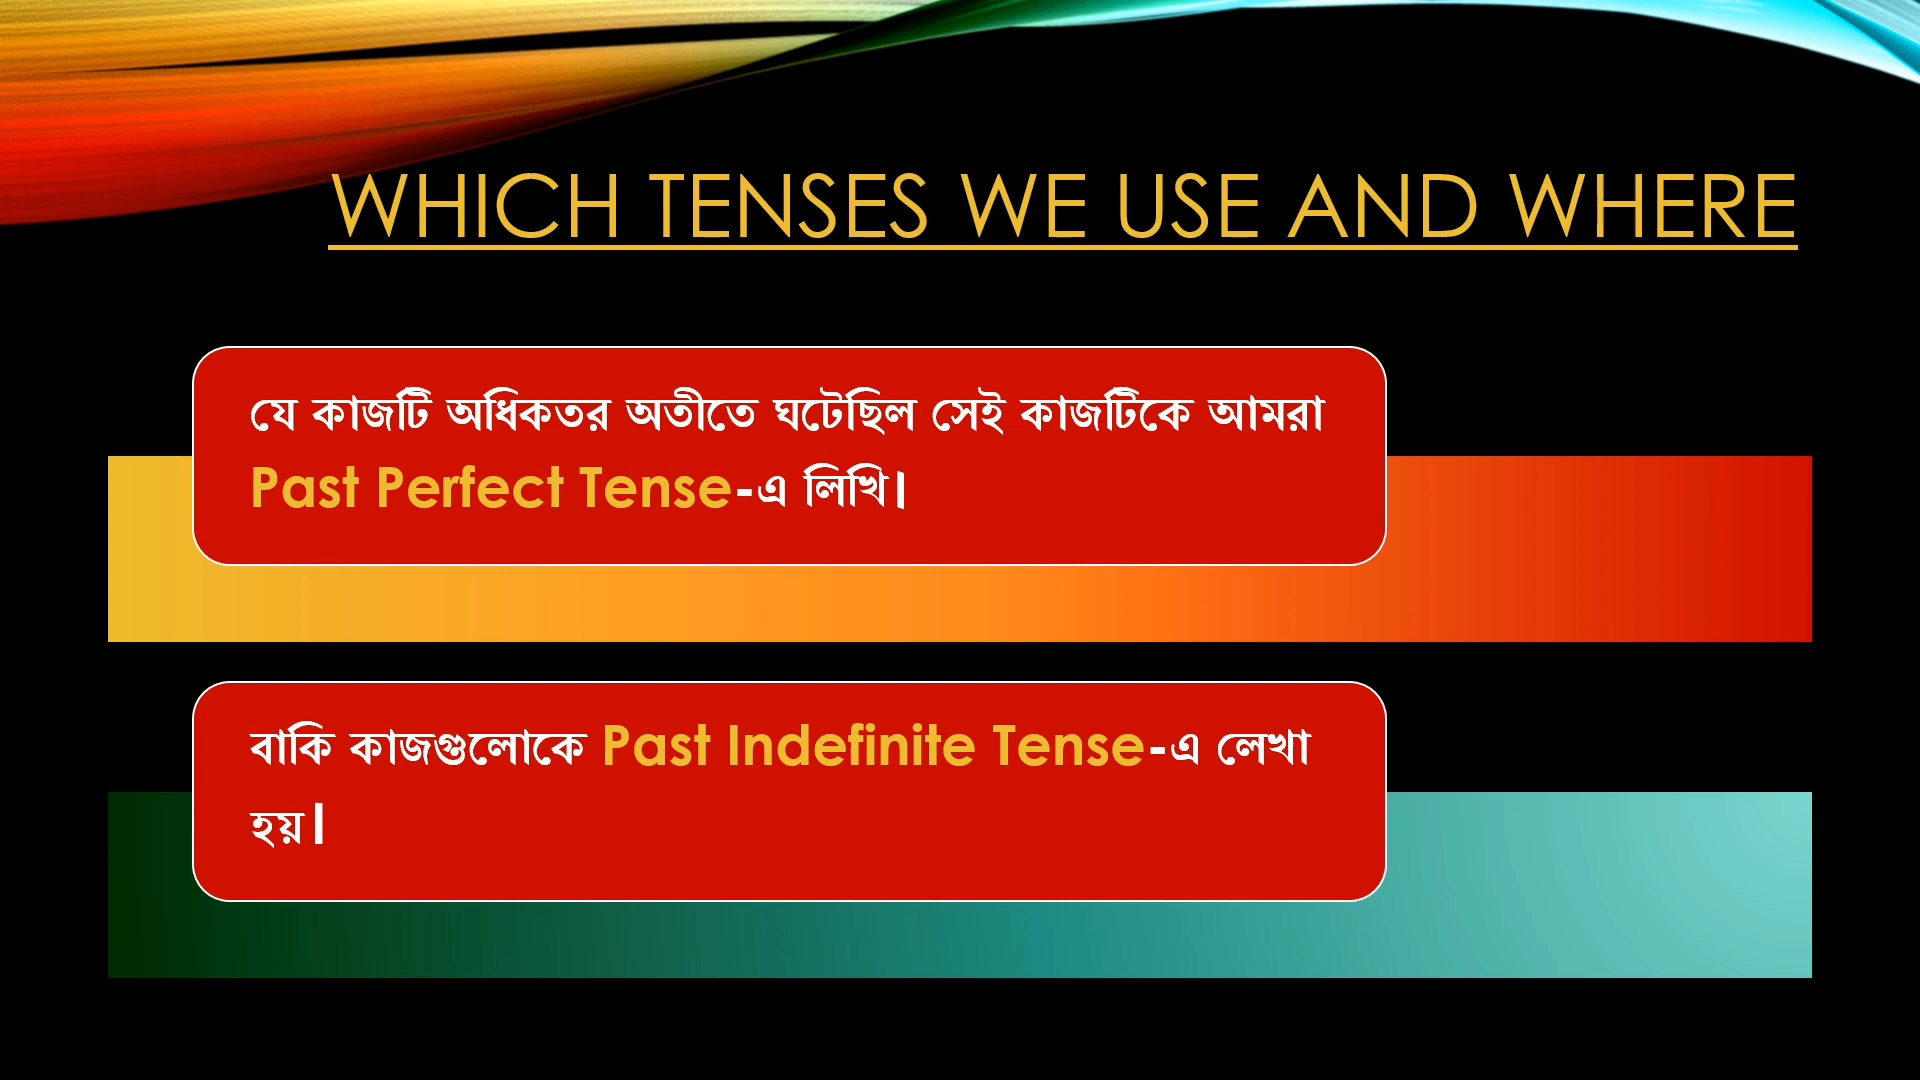 WHICH TENSES WE USE AND WHERE
যে কাজটি অধিকতর অতীতে ঘটেছিল সেই কাজটিকে আমরা
Past Perfect Tense-এ লিখি।
বাকি কাজগুলোকে Past Indefinite Tense-এ লেখা
হয়।